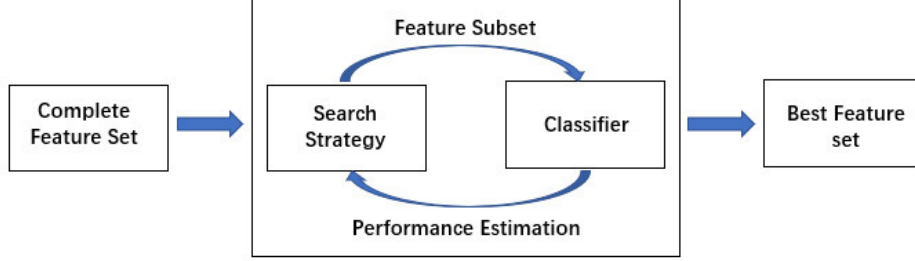 Feature Subset
Complete
Feature Set
Search
Strategy
Classifier
Best Feature
set
Performance Estimation